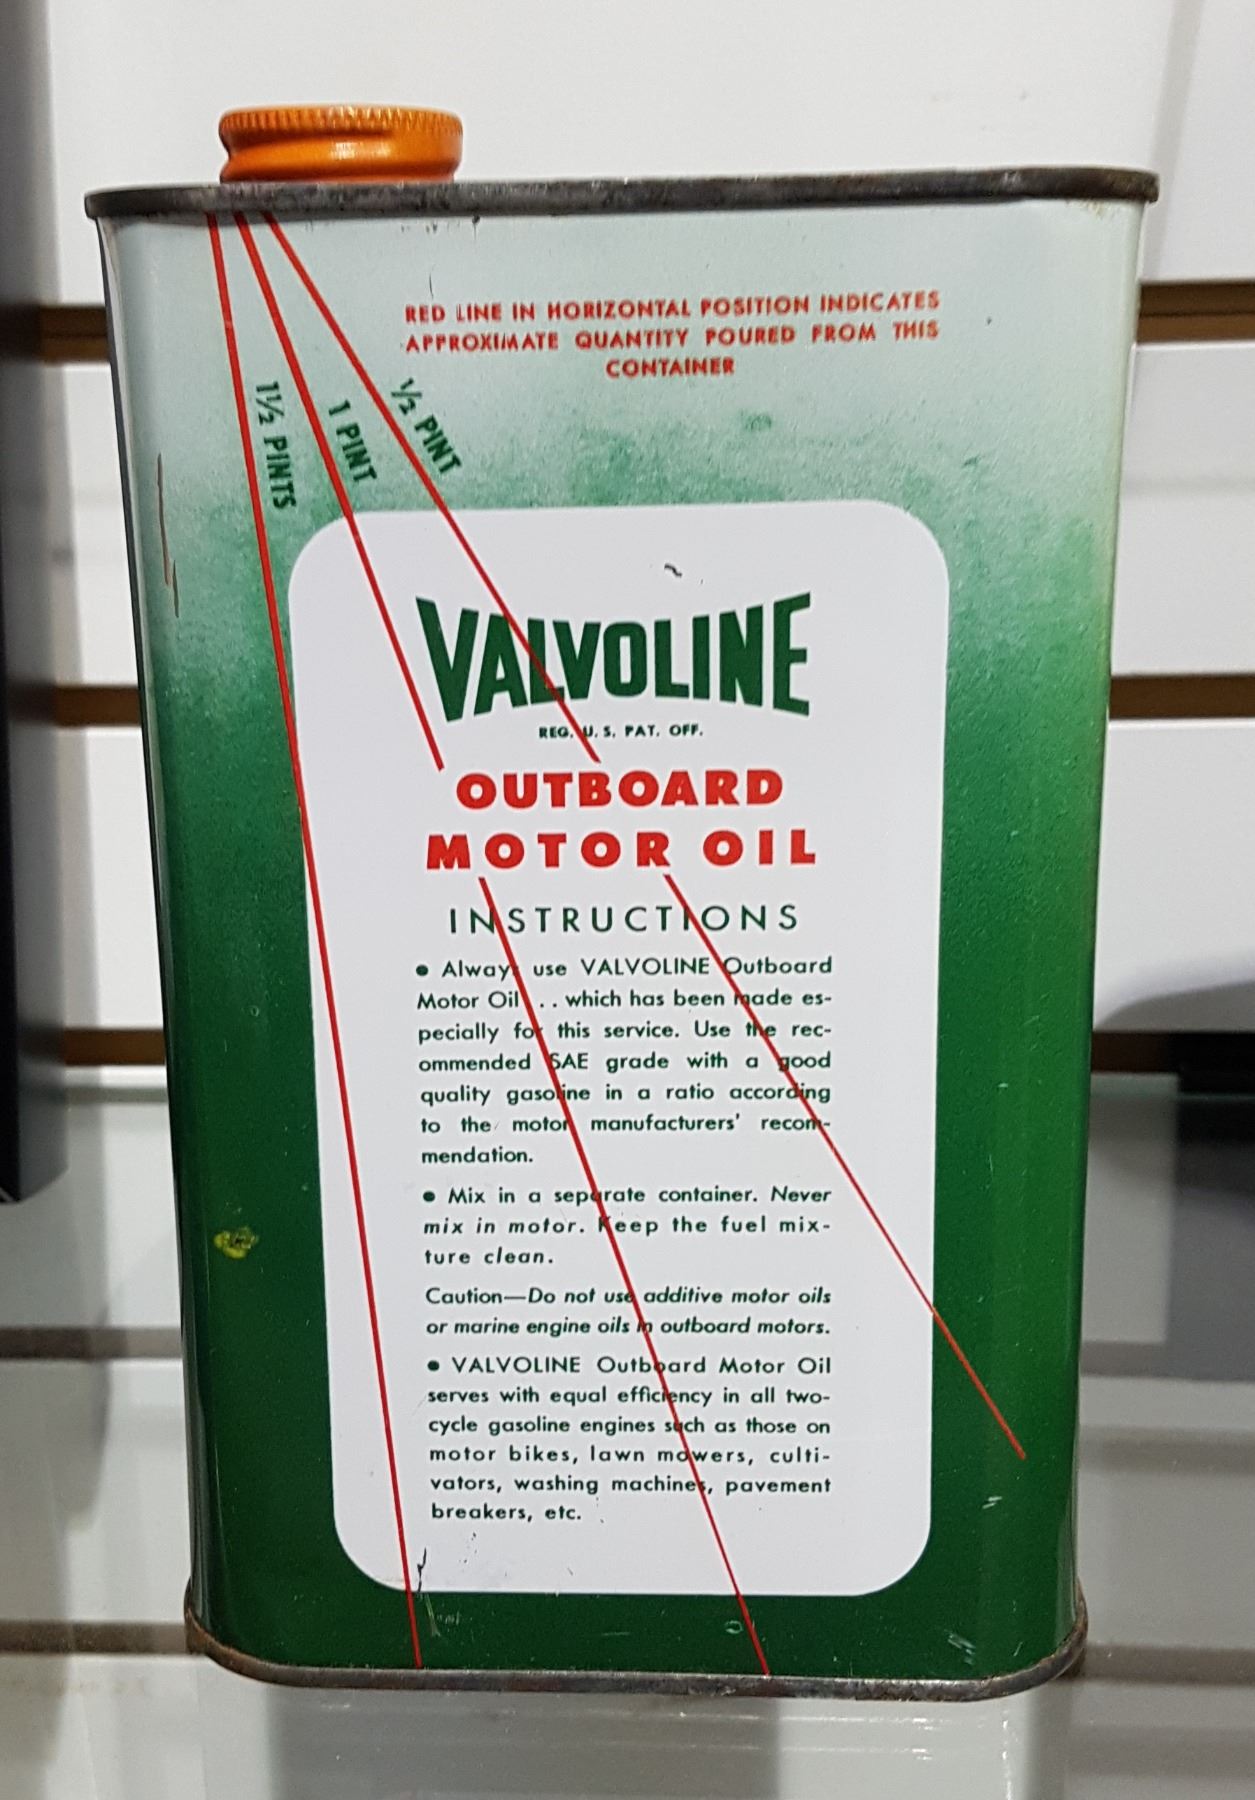 RED LINE IN HORIZONTAL POSITION INDICATES
APPROXIMATE QUANTITY POURED FROM THIS
CONTAINER
1½ PINTS
1 PINT
½ PINT
VALVOLINE
REG. U. S. PAT. OFF.
OUTBOARD
MOTOR OIL
INSTRUCTIONS
• Always use VALVOLINE Outboard
Motor Oil . . . which has been made es-
pecially for this service. Use the rec-
ommended SAE grade with a good
quality gasoline in a ratio according
to the motor manufacturers' recom-
mendation.
• Mix in a separate container. Never
mix in motor. Keep the fuel mix-
ture clean.
Caution—Do not use additive motor oils
or marine engine oils in outboard motors.
• VALVOLINE Outboard Motor Oil
serves with equal efficiency in all two-
cycle gasoline engines such as those on
motor bikes, lawn mowers, culti-
vators, washing machines, pavement
breakers, etc.